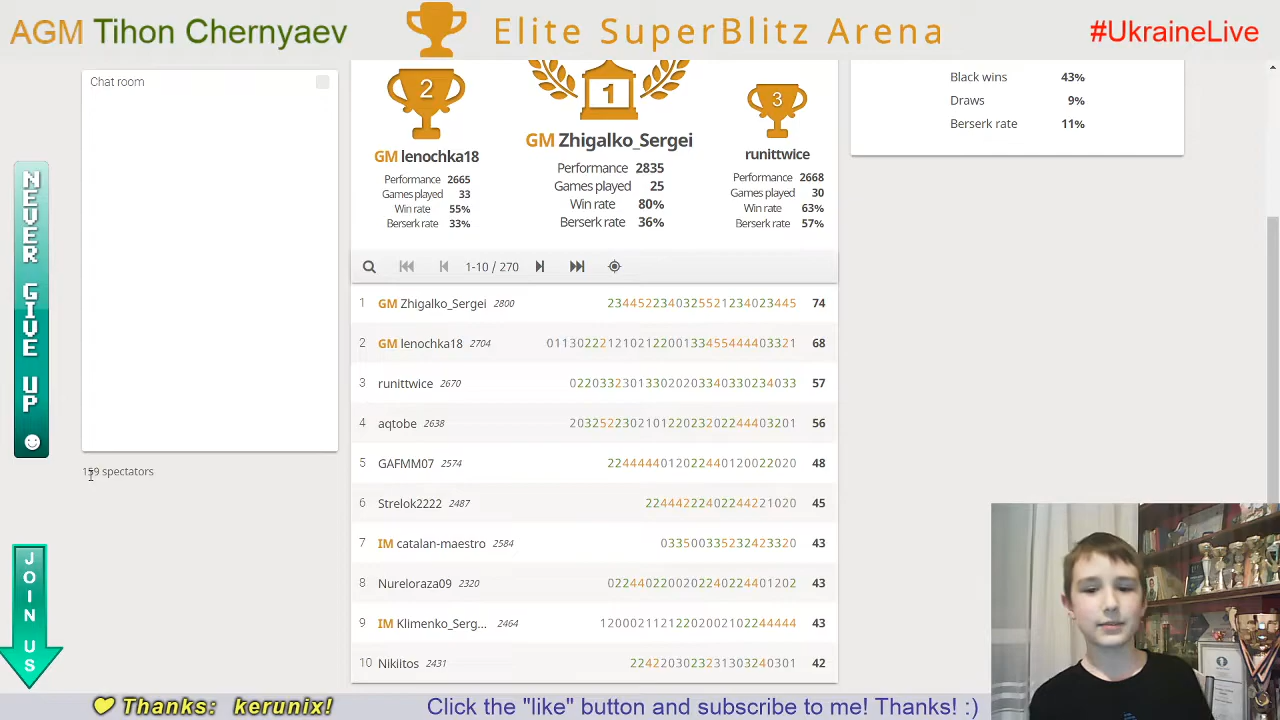 AGM Tihon Chernyaev
Elite SuperBlitz Arena
#UkraineLive
Chat room
NEVER GIVE UP
159 spectators
JOIN US
2
GM lenochka18
Performance 2665
Games played 33
Win rate 55%
Berserk rate 33%
1
GM Zhigalko_Sergei
Performance 2835
Games played 25
Win rate 80%
Berserk rate 36%
3
runittwice
Performance 2668
Games played 30
Win rate 63%
Berserk rate 57%
Black wins 43%
Draws 9%
Berserk rate 11%
1-10 / 270
1 GM Zhigalko_Sergei 2800 2344522340325521234023445 74
2 GM lenochka18 2704 011302221210212200133455444403321 68
3 runittwice 2670 022033230133020203340330234033 57
4 aqtobe 2638 203252230210122023202244403201 56
5 GAFMM07 2574 2244444012022440120022020 48
6 Strelok2222 2487 2244422402244221020 45
7 IM catalan-maestro 2584 033500335232423320 43
8 Nureloraza09 2320 0224402200202240224401202 43
9 IM Klimenko_Serg... 2464 12000211212202002102244444 43
10 Nikiitos 2431 2242203023231303240301 42
Thanks: kerunix!
Click the "like" button and subscribe to me! Thanks! :)